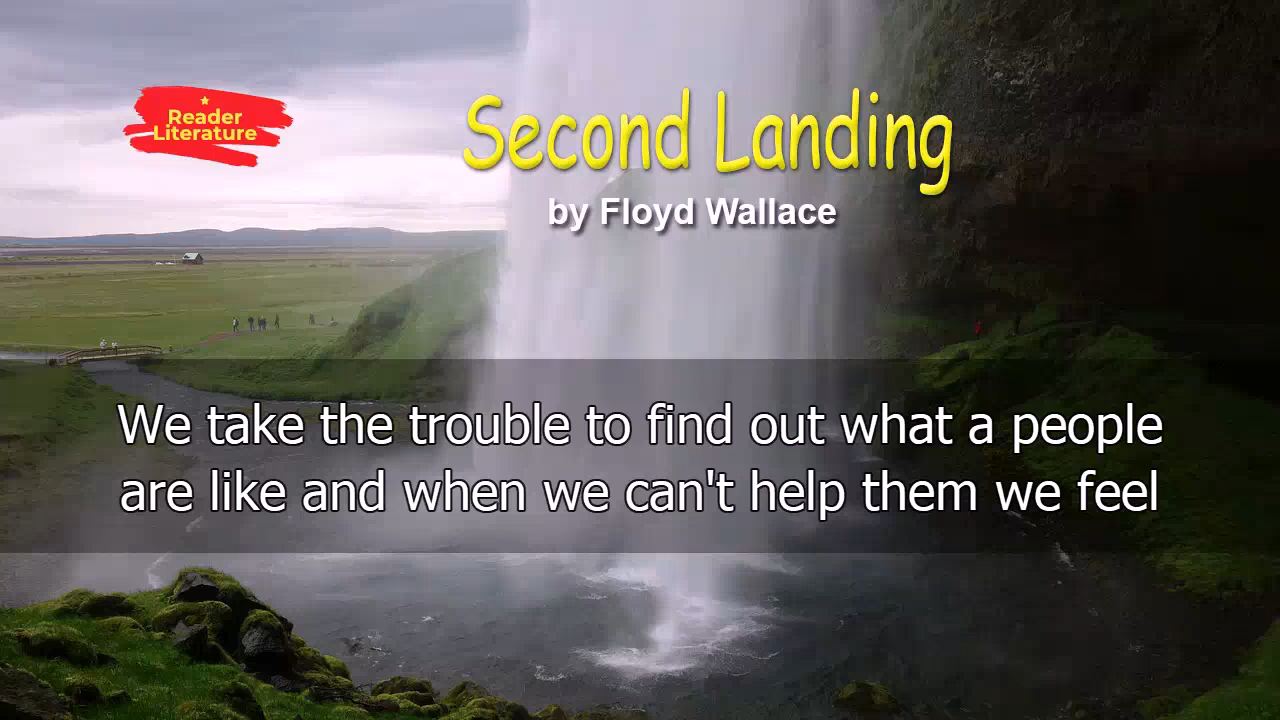 Reader
Literature
Second Landing
by Floyd Wallace
We take the trouble to find out what a people
are like and when we can't help them we feel